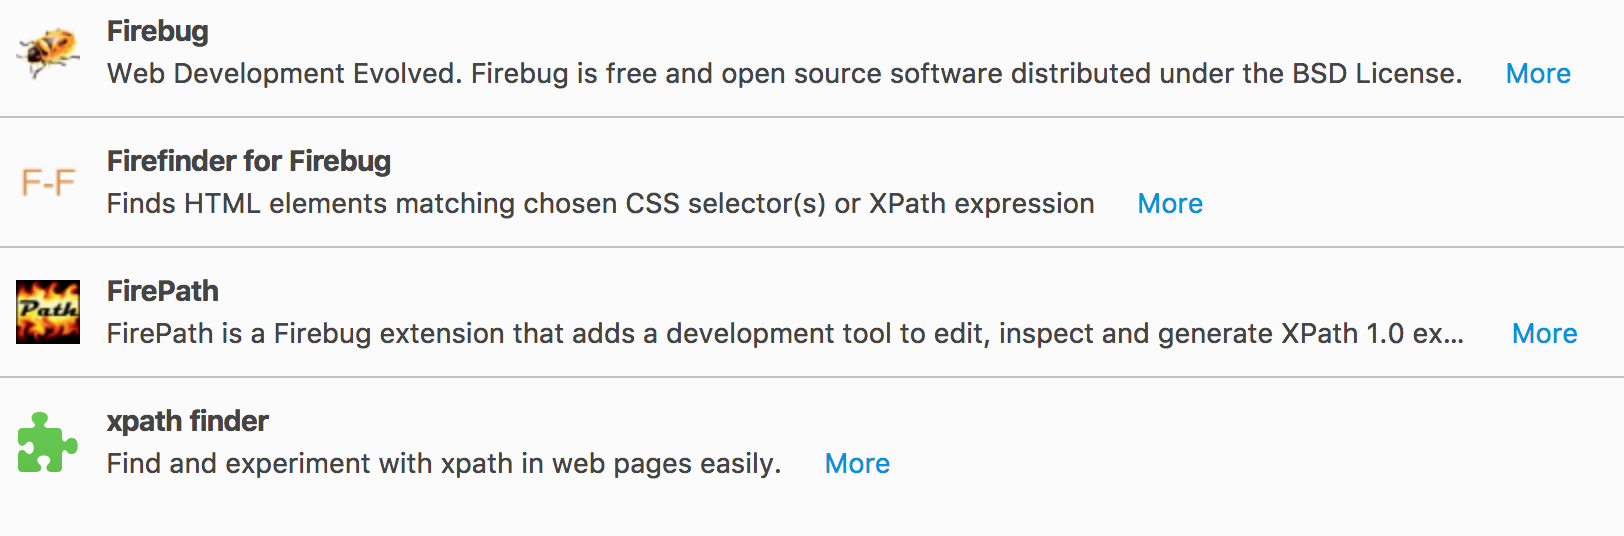 Firebug
Web Development Evolved. Firebug is free and open source software distributed under the BSD License. More
F-F
Firefinder for Firebug
Finds HTML elements matching chosen CSS selector(s) or XPath expression More
Path
FirePath
FirePath is a Firebug extension that adds a development tool to edit, inspect and generate XPath 1.0 ex... More
xpath finder
Find and experiment with xpath in web pages easily. More